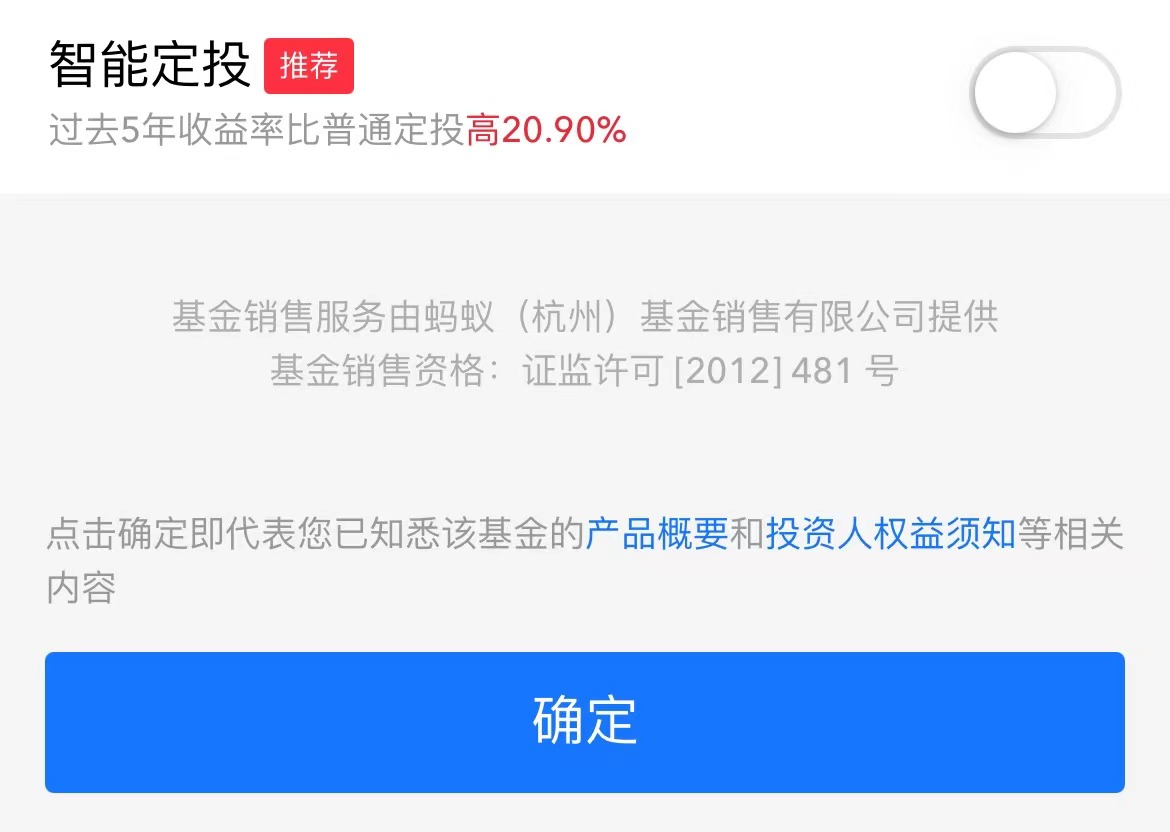 智能定投 推荐
过去5年收益率比普通定投高20.90%
基金销售服务由蚂蚁（杭州）基金销售有限公司提供
基金销售资格：证监许可 [2012] 481 号
点击确定即代表您已知悉该基金的产品概要和投资人权益须知等相关
内容
确定